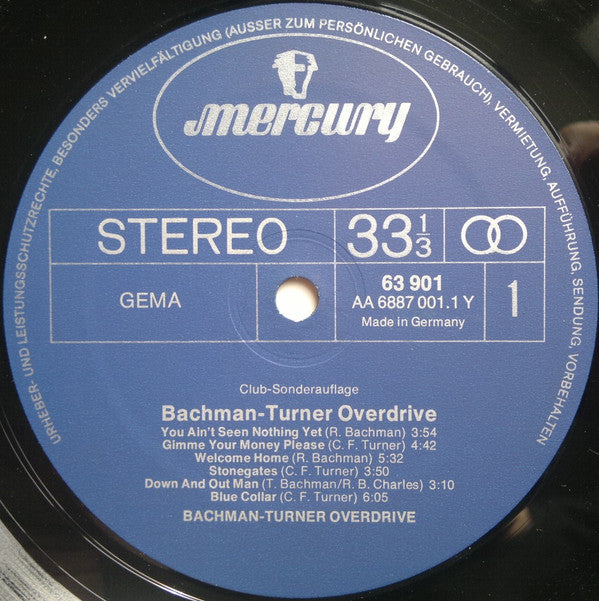 URHEBER- UND LEISTUNGSSCHUTZRECHTE, BESONDERS VERVIELFÄLTIGUNG (AUSSER ZUM PERSÖNLICHEN GEBRAUCH), VERMIETUNG, AUFFÜHRUNG, SENDUNG, VORBEHALTEN
mercury
STEREO
33 1/3
GEMA
63 901
AA 6887 001.1 Y
Made in Germany
1
Club-Sonderauflage
Bachman-Turner Overdrive
You Ain't Seen Nothing Yet (R. Bachman) 3:54
Gimme Your Money Please (C. F. Turner) 4:42
Welcome Home (R. Bachman) 5:32
Stonegates (C. F. Turner) 3:50
Down And Out Man (T. Bachman/R. B. Charles) 3:10
Blue Collar (C. F. Turner) 6:05
BACHMAN-TURNER OVERDRIVE